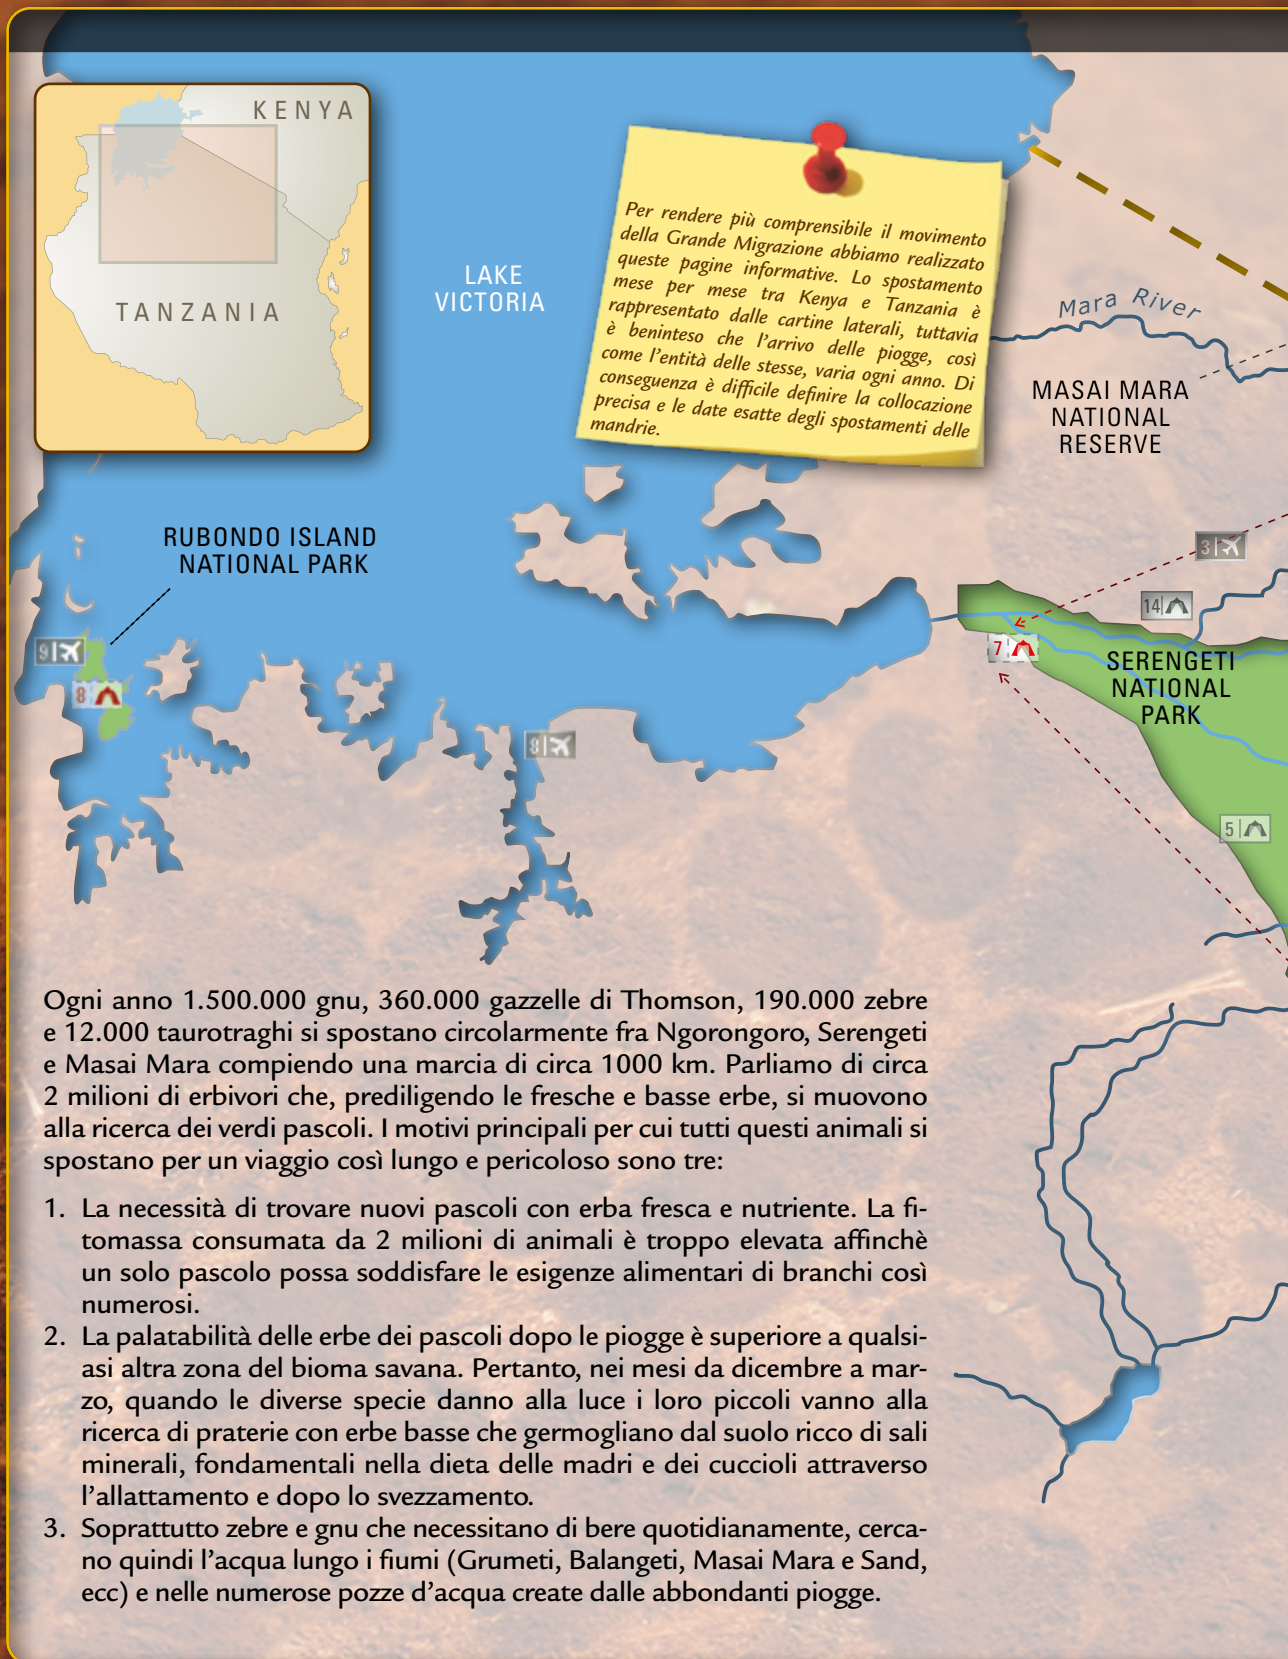 KENYA
TANZANIA
LAKE
VICTORIA
Per rendere più comprensibile il movimento
della Grande Migrazione abbiamo realizzato
queste pagine informative. Lo spostamento
mese per mese tra Kenya e Tanzania è
rappresentato dalle cartine laterali, tuttavia
è beninteso che l'arrivo delle piogge, così
come l'entità delle stesse, varia ogni anno. Di
conseguenza è difficile definire la collocazione
precisa e le date esatte degli spostamenti delle
mandrie.
Mara River
MASAI MARA
NATIONAL
RESERVE
RUBONDO ISLAND
NATIONAL PARK
3
14
9
7
SERENGETI
NATIONAL
PARK
8
8
5
Ogni anno 1.500.000 gnu, 360.000 gazzelle di Thomson, 190.000 zebre
e 12.000 taurotraghi si spostano circolarmente fra Ngorongoro, Serengeti
e Masai Mara compiendo una marcia di circa 1000 km. Parliamo di circa
2 milioni di erbivori che, prediligendo le fresche e basse erbe, si muovono
alla ricerca dei verdi pascoli. I motivi principali per cui tutti questi animali si
spostano per un viaggio così lungo e pericoloso sono tre:
1. La necessità di trovare nuovi pascoli con erba fresca e nutriente. La fi-
tomassa consumata da 2 milioni di animali è troppo elevata affinchè
un solo pascolo possa soddisfare le esigenze alimentari di branchi così
numerosi.
2. La palatabilità delle erbe dei pascoli dopo le piogge è superiore a qualsi-
asi altra zona del bioma savana. Pertanto, nei mesi da dicembre a mar-
zo, quando le diverse specie danno alla luce i loro piccoli vanno alla
ricerca di praterie con erbe basse che germogliano dal suolo ricco di sali
minerali, fondamentali nella dieta delle madri e dei cuccioli attraverso
l'allattamento e dopo lo svezzamento.
3. Soprattutto zebre e gnu che necessitano di bere quotidianamente, cerca-
no quindi l'acqua lungo i fiumi (Grumeti, Balangeti, Masai Mara e Sand,
ecc) e nelle numerose pozze d'acqua create dalle abbondanti piogge.